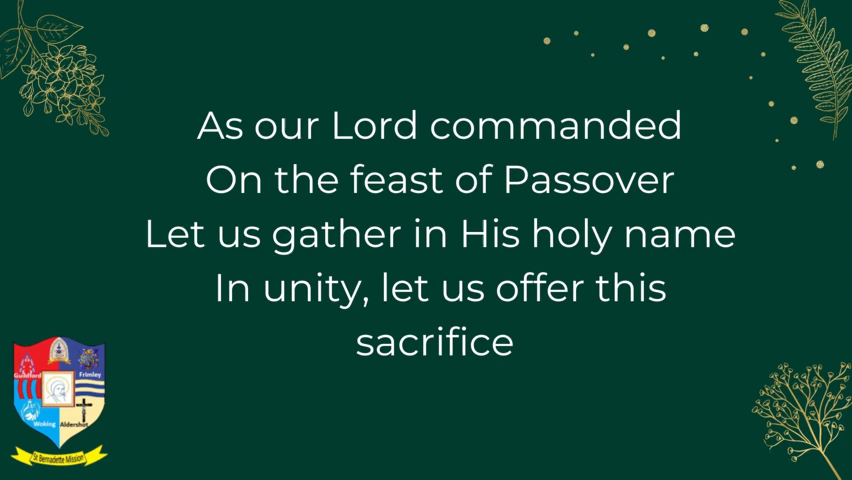 As our Lord commanded
On the feast of Passover
Let us gather in His holy name
In unity, let us offer this
sacrifice
Guildford
Frimley
Woking
Aldershot
St Bernadette Mission